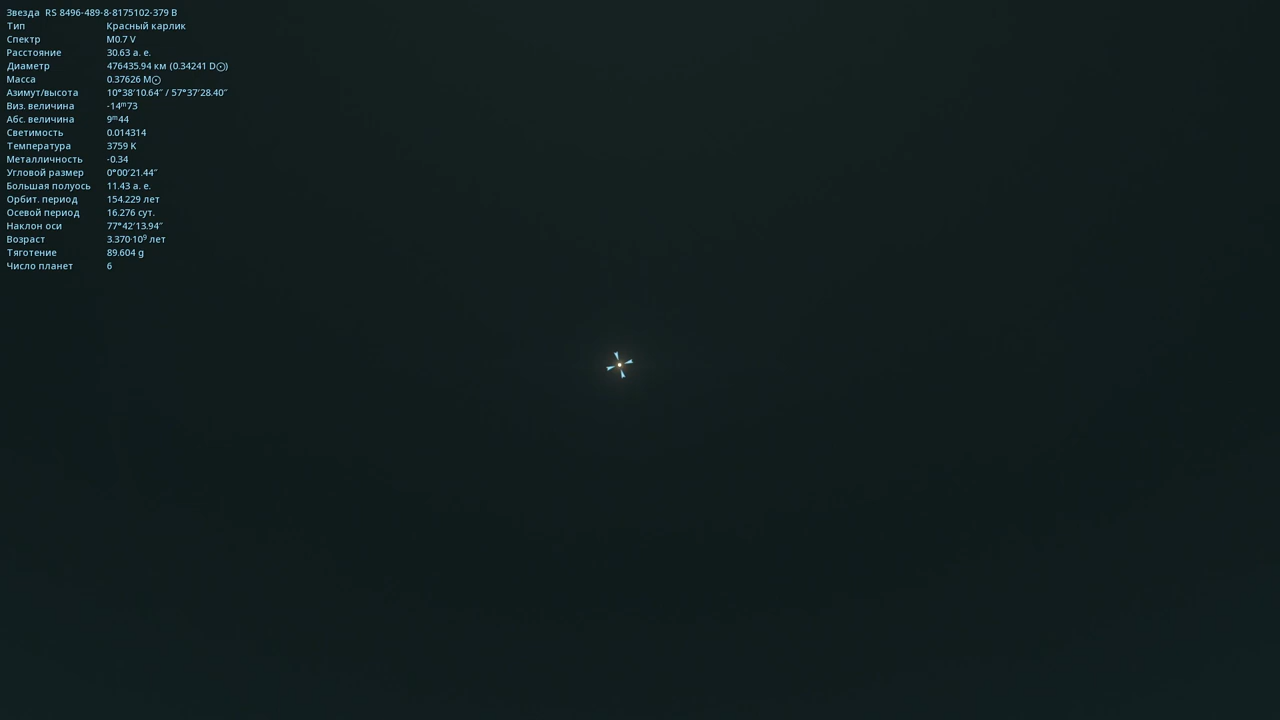 Звезда RS 8496-489-8-8175102-379 B
Тип Красный карлик
Спектр M0.7 V
Расстояние 30.63 а. е.
Диаметр 476435.94 км (0.34241 D☉)
Масса 0.37626 M☉
Азимут/высота 10°38′10.64″ / 57°37′28.40″
Виз. величина -14ᵐ73
Абс. величина 9ᵐ44
Светимость 0.014314
Температура 3759 K
Металличность -0.34
Угловой размер 0°00′21.44″
Большая полуось 11.43 а. е.
Орбит. период 154.229 лет
Осевой период 16.276 сут.
Наклон оси 77°42′13.94″
Возраст 3.370·10⁹ лет
Тяготение 89.604 g
Число планет 6